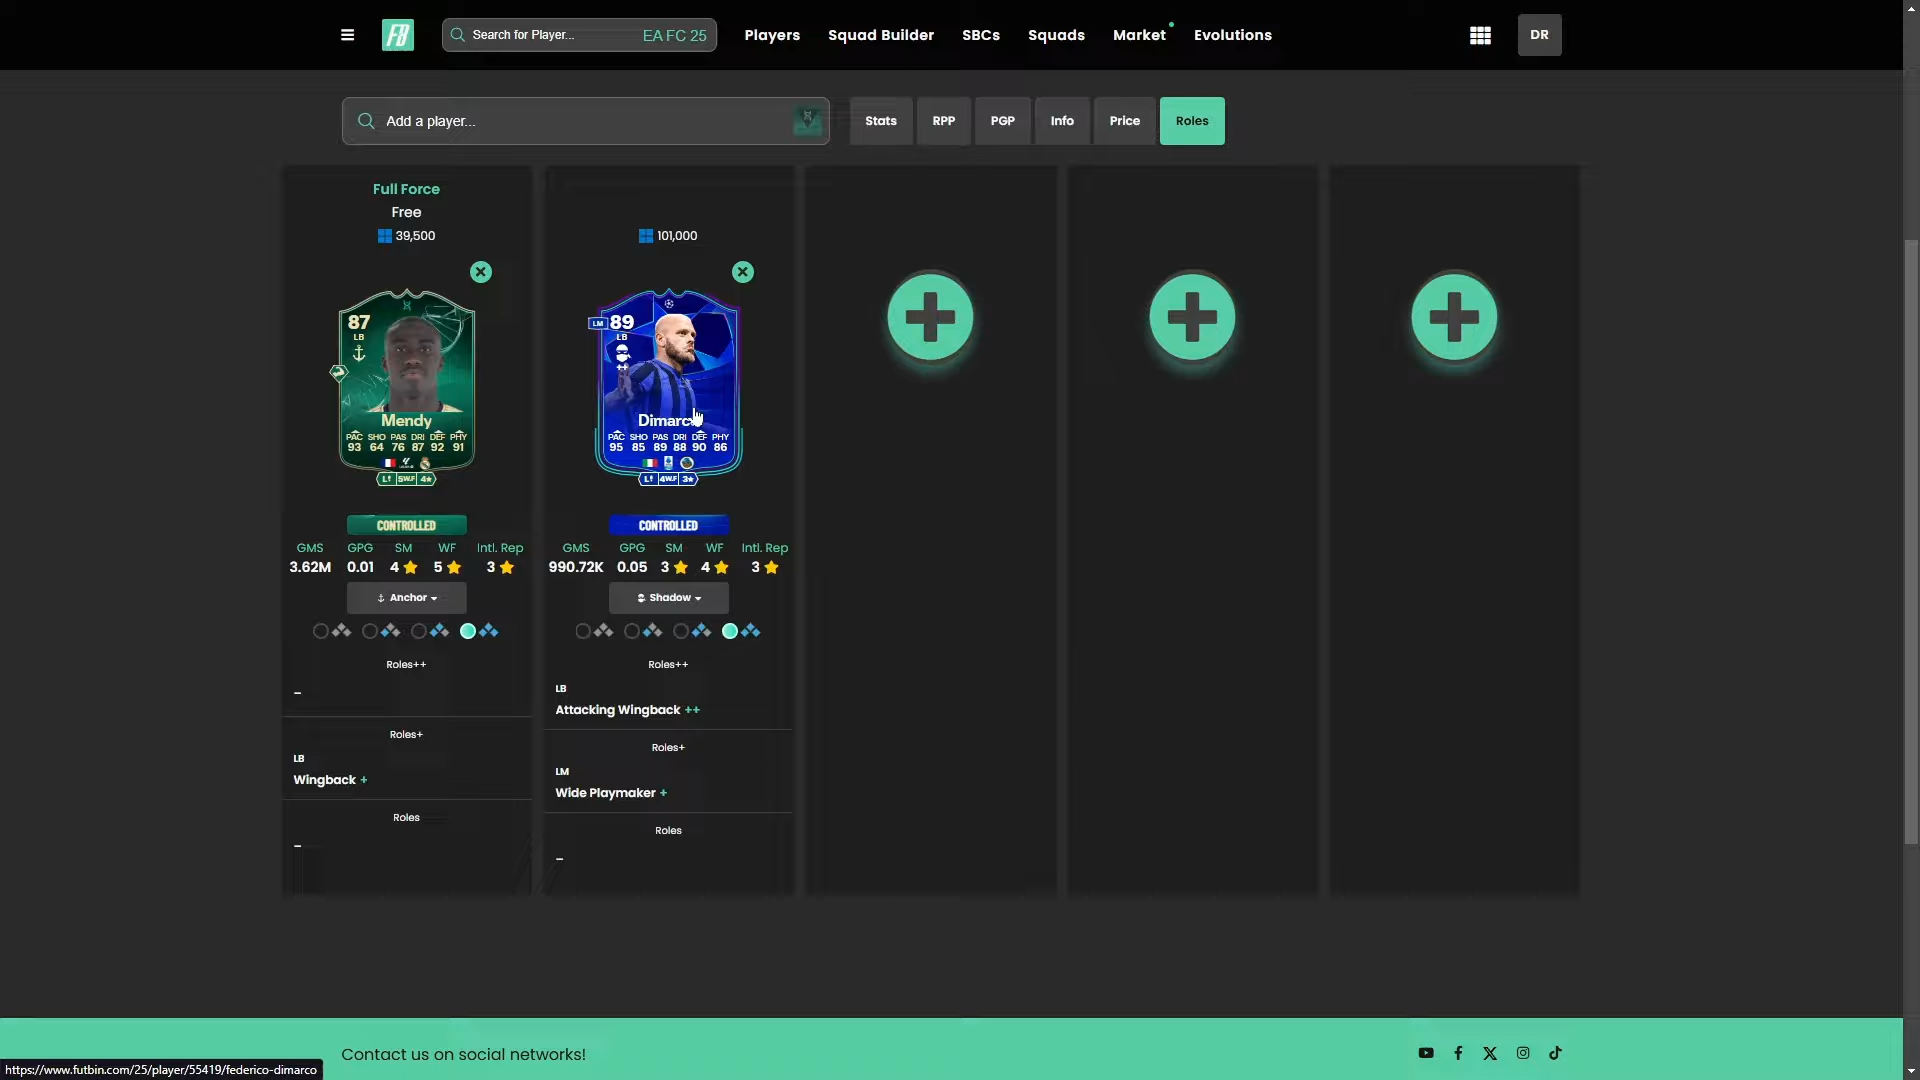 FB
Search for Player...
EA FC 25
Players
Squad Builder
SBCs
Squads
Market
Evolutions
DR
Add a player...
Stats
RPP
PGP
Info
Price
Roles
Full Force
Free
39,500
87
LB
Mendy
PAC SHO PAS DRI DEF PHY
93 64 76 87 92 91
L 5W.F 4★
CONTROLLED
GMS GPG SM WF Intl. Rep
3.62M 0.01 4 5 3
Anchor
Roles++
-
Roles+
LB
Wingback +
Roles
-
101,000
LM 89
LB
++
Dimarco
PAC SHO PAS DRI DEF PHY
95 85 89 88 90 86
L 4W.F 3★
CONTROLLED
GMS GPG SM WF Intl. Rep
990.72K 0.05 3 4 3
Shadow
Roles++
LB
Attacking Wingback ++
Roles+
LM
Wide Playmaker +
Roles
-
Contact us on social networks!
https://www.futbin.com/25/player/55419/federico-dimarco